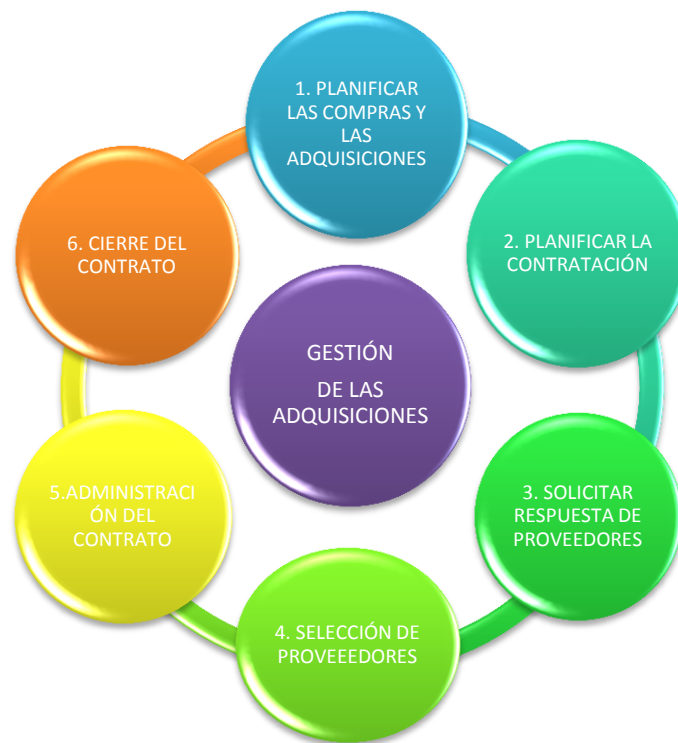 1. PLANIFICAR
LAS COMPRAS Y
LAS
ADQUISICIONES
2. PLANIFICAR LA
CONTRATACIÓN
3. SOLICITAR
RESPUESTA DE
PROVEEDORES
4. SELECCIÓN DE
PROVEEEDORES
5.ADMINISTRACI
ÓN DEL
CONTRATO
6. CIERRE DEL
CONTRATO
GESTIÓN
DE LAS
ADQUISICIONES